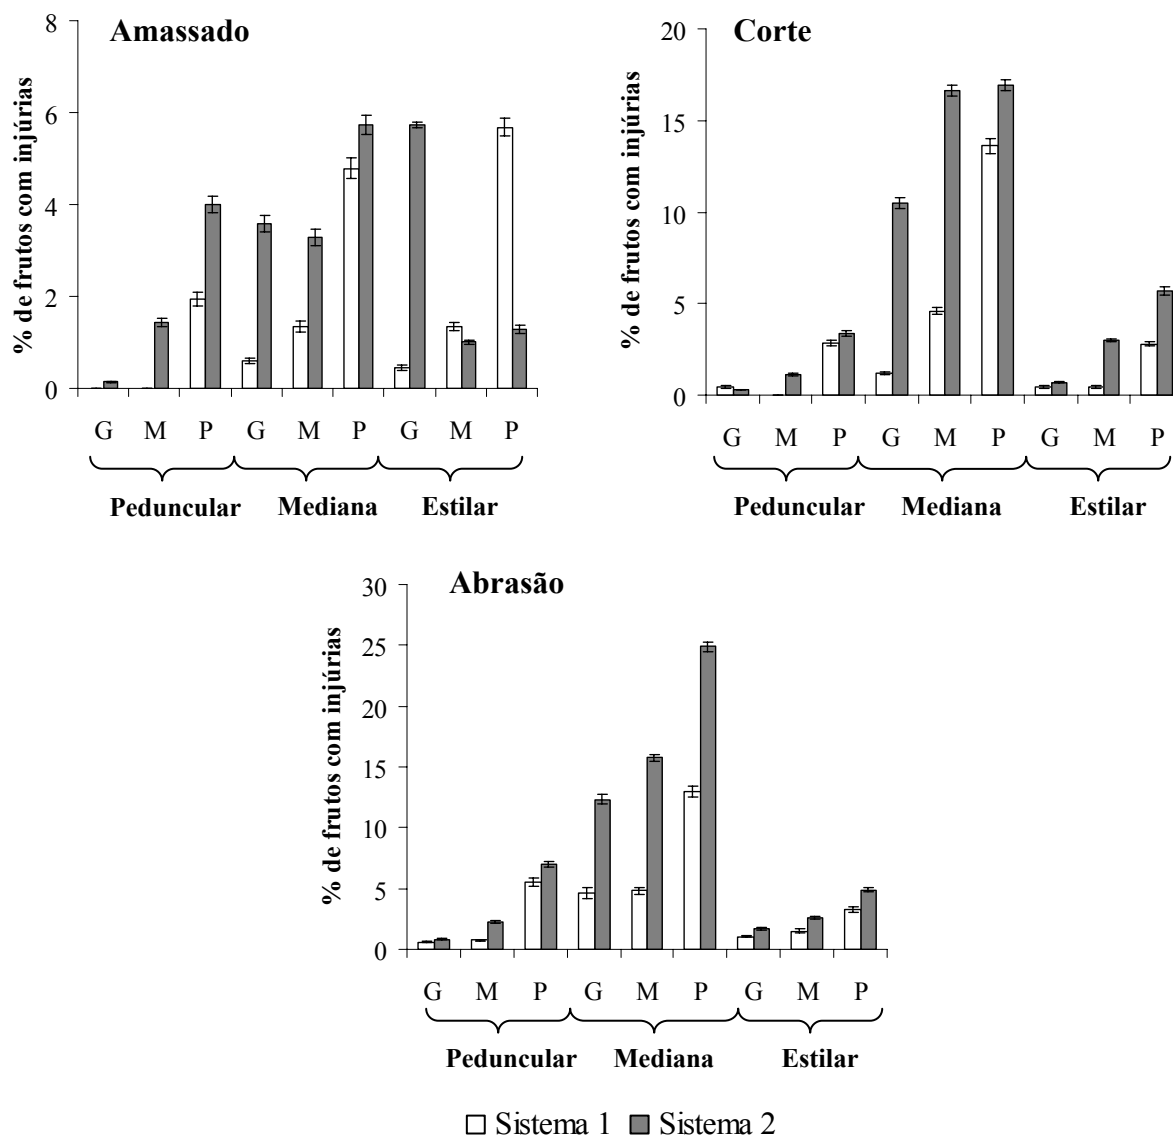 Amassado
% de frutos com injúrias
8
6
4
2
0
G M P G M P G M P
Peduncular Mediana Estilar
Corte
% de frutos com injúrias
20
15
10
5
0
G M P G M P G M P
Peduncular Mediana Estilar
Abrasão
% de frutos com injúrias
30
25
20
15
10
5
0
G M P G M P G M P
Peduncular Mediana Estilar
Sistema 1 Sistema 2